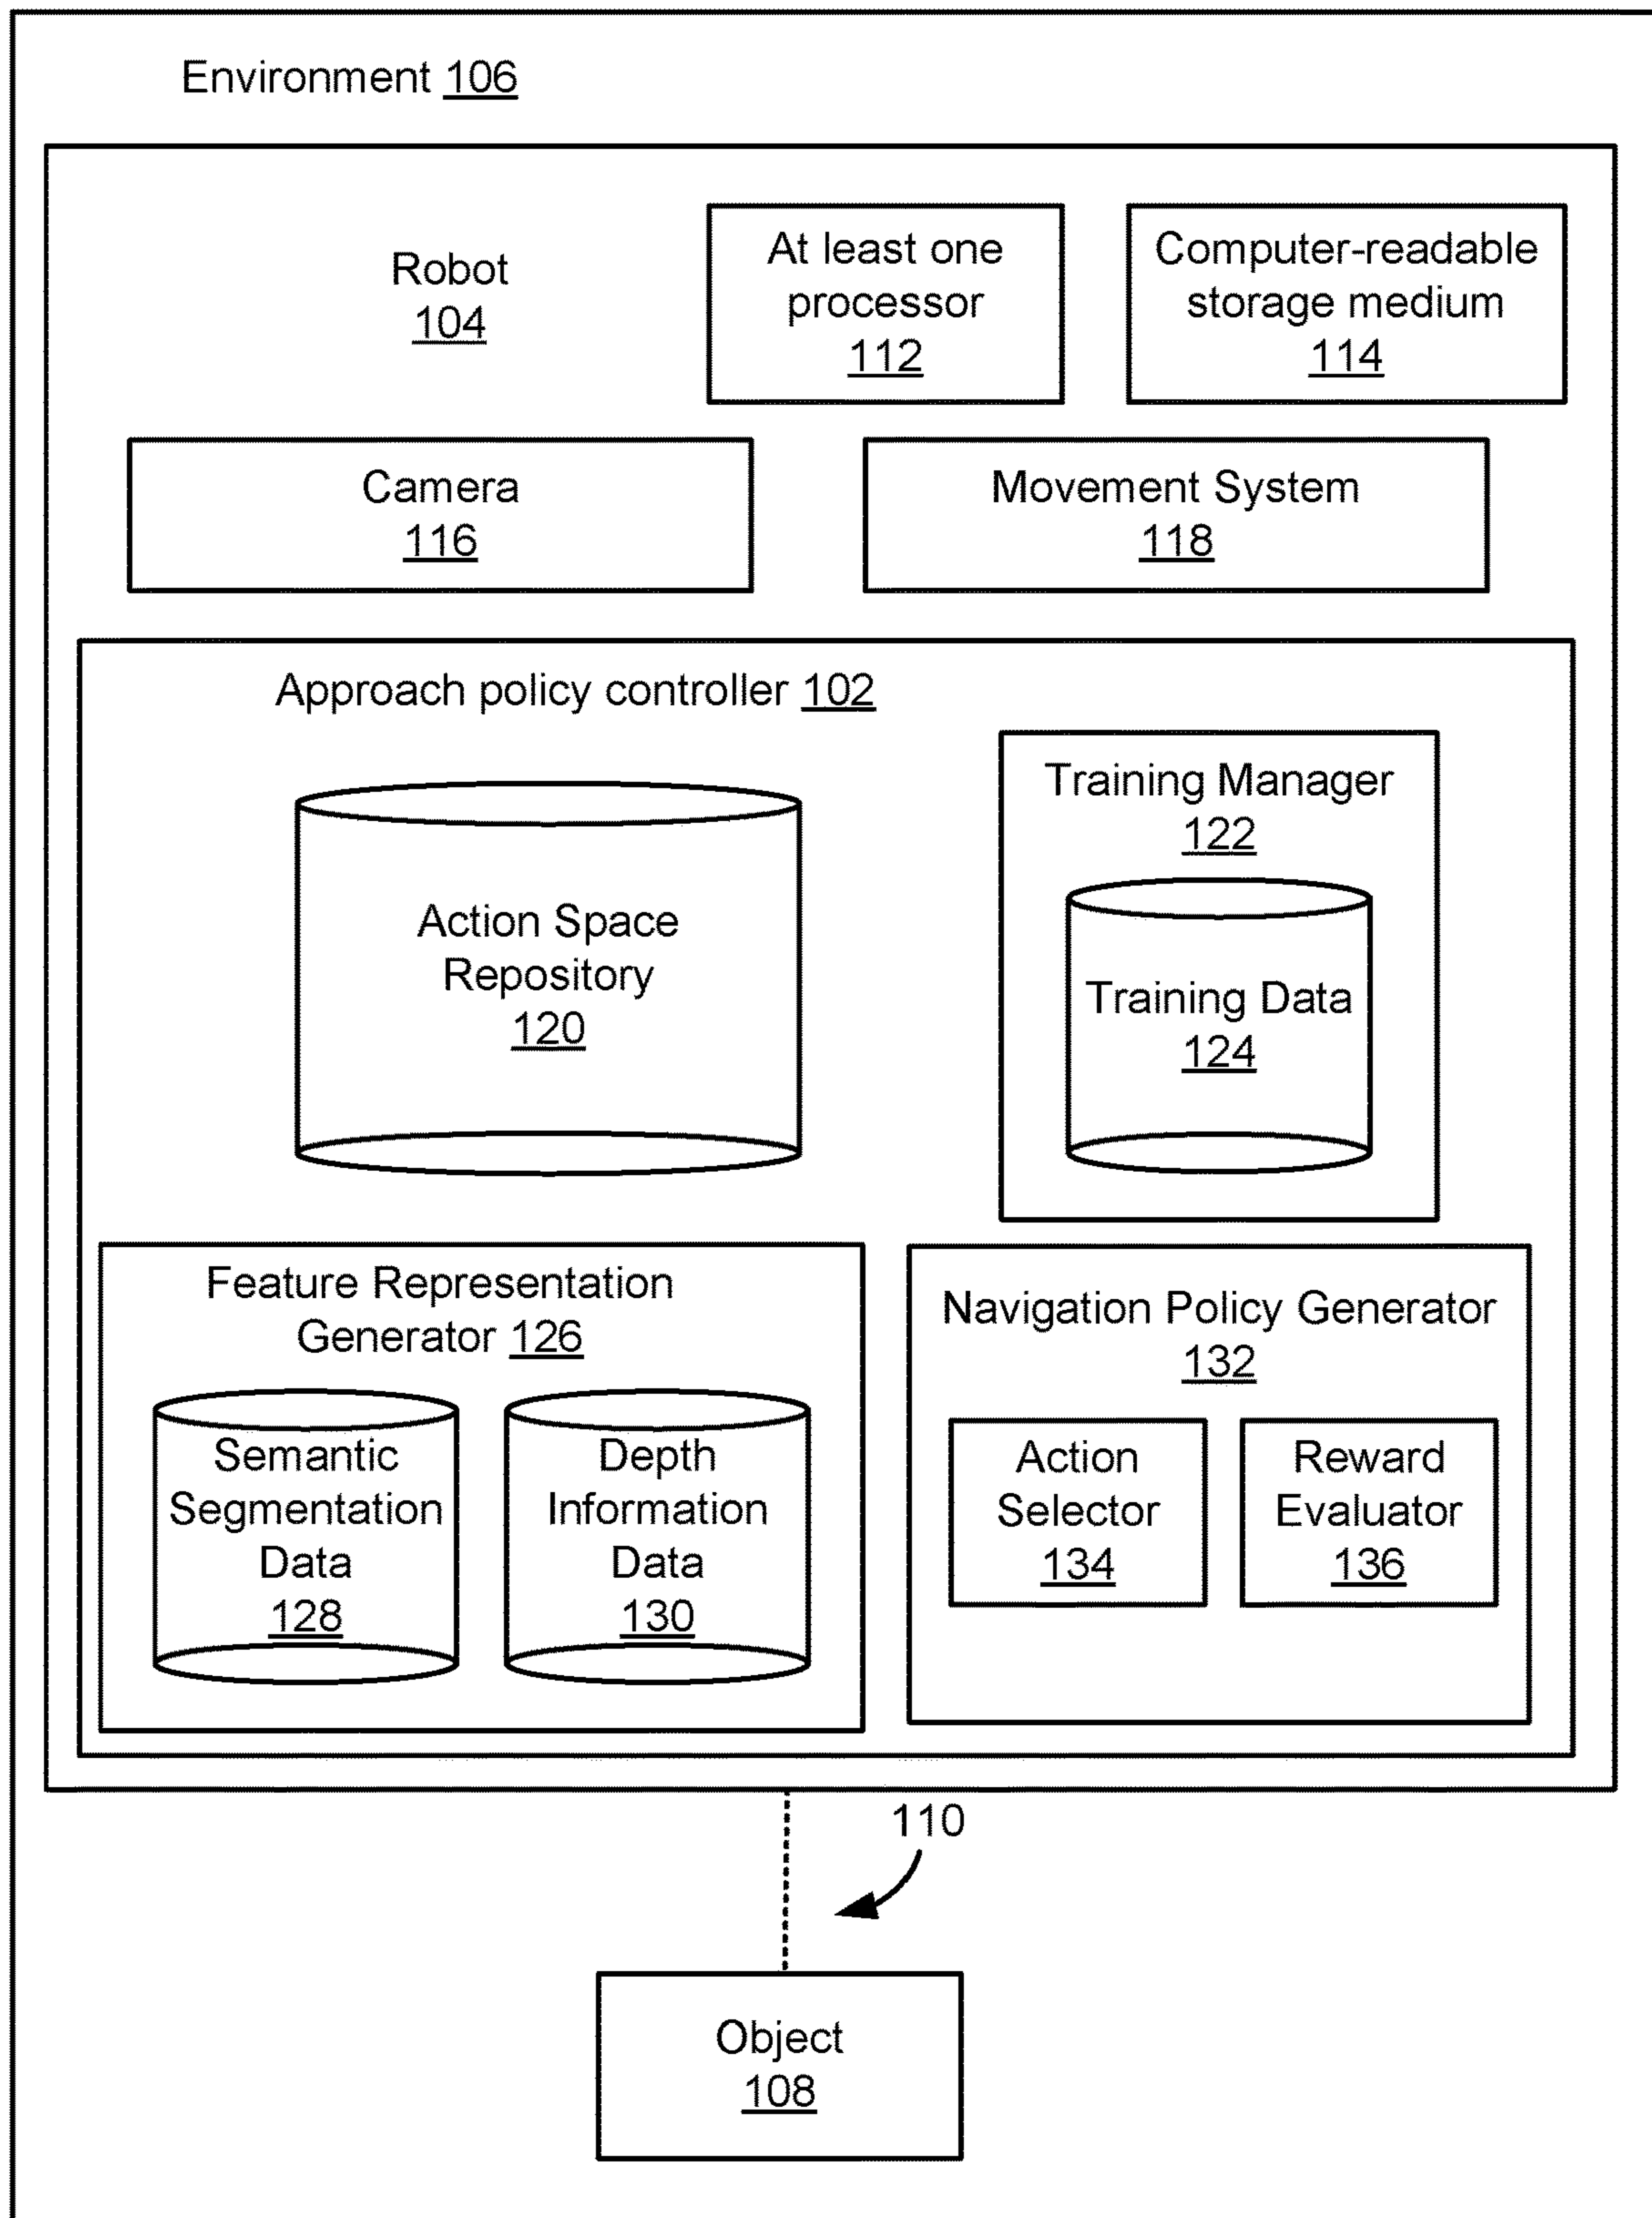 Environment 106
Robot
104
At least one
processor
112
Computer-readable
storage medium
114
Camera
116
Movement System
118
Approach policy controller 102
Action Space
Repository
120
Training Manager
122
Training Data
124
Feature Representation
Generator 126
Semantic
Segmentation
Data
128
Depth
Information
Data
130
Navigation Policy Generator
132
Action
Selector
134
Reward
Evaluator
136
110
Object
108